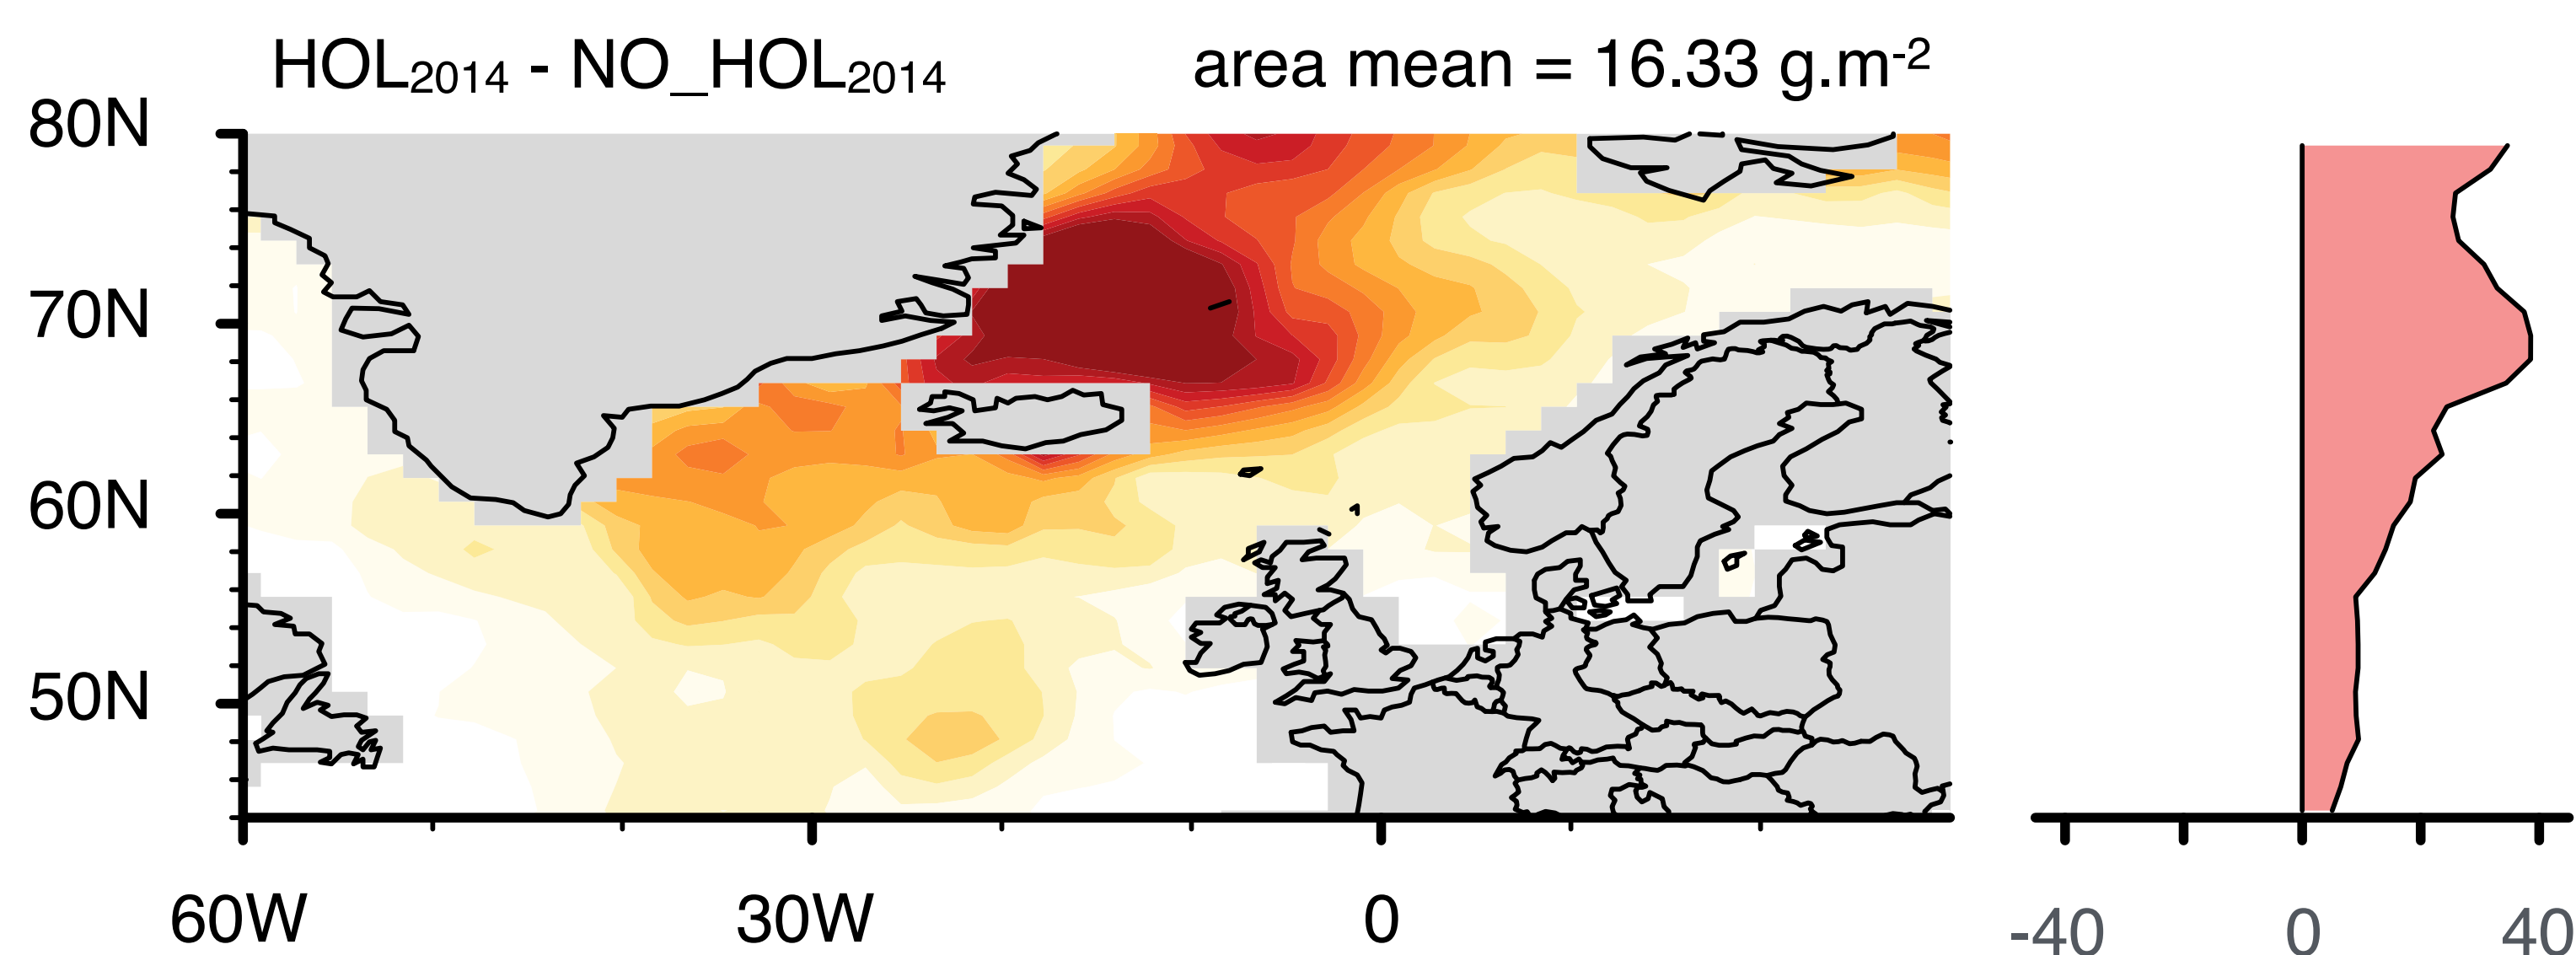 HOL2014 - NO_HOL2014 area mean = 16.33 g.m-2
80N
70N
60N
50N
60W 30W 0 -40 0 40